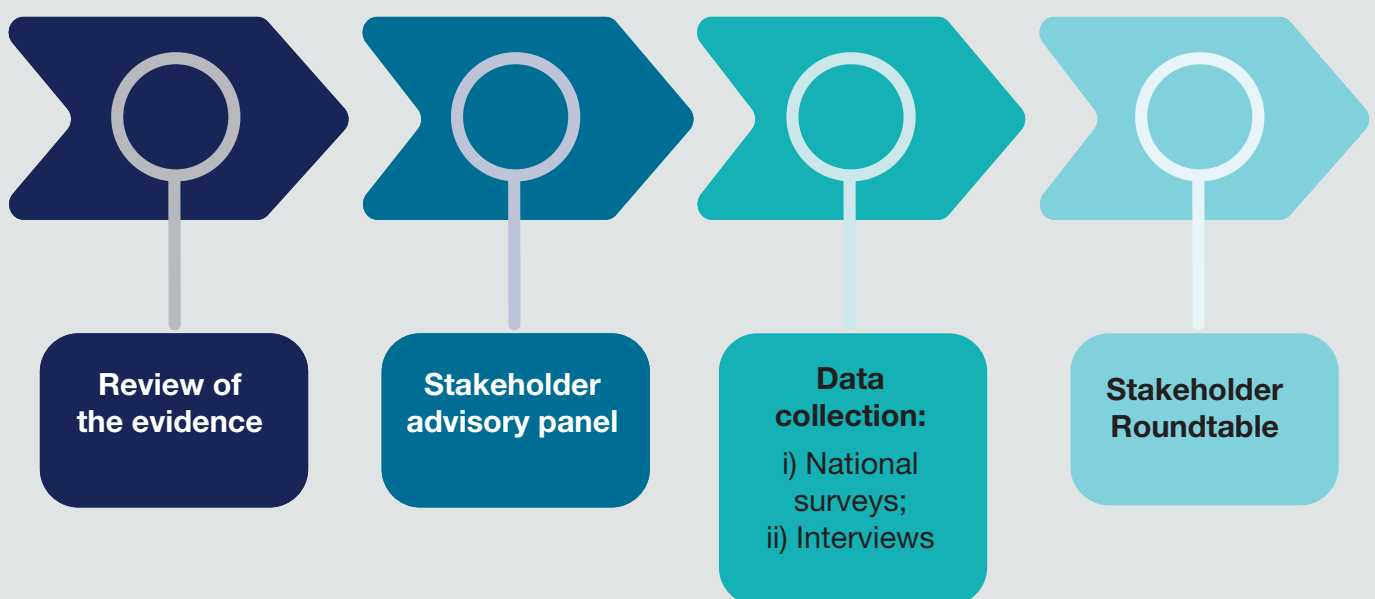 Review of
the evidence
Stakeholder
advisory panel
Data
collection:
i) National
surveys;
ii) Interviews
Stakeholder
Roundtable